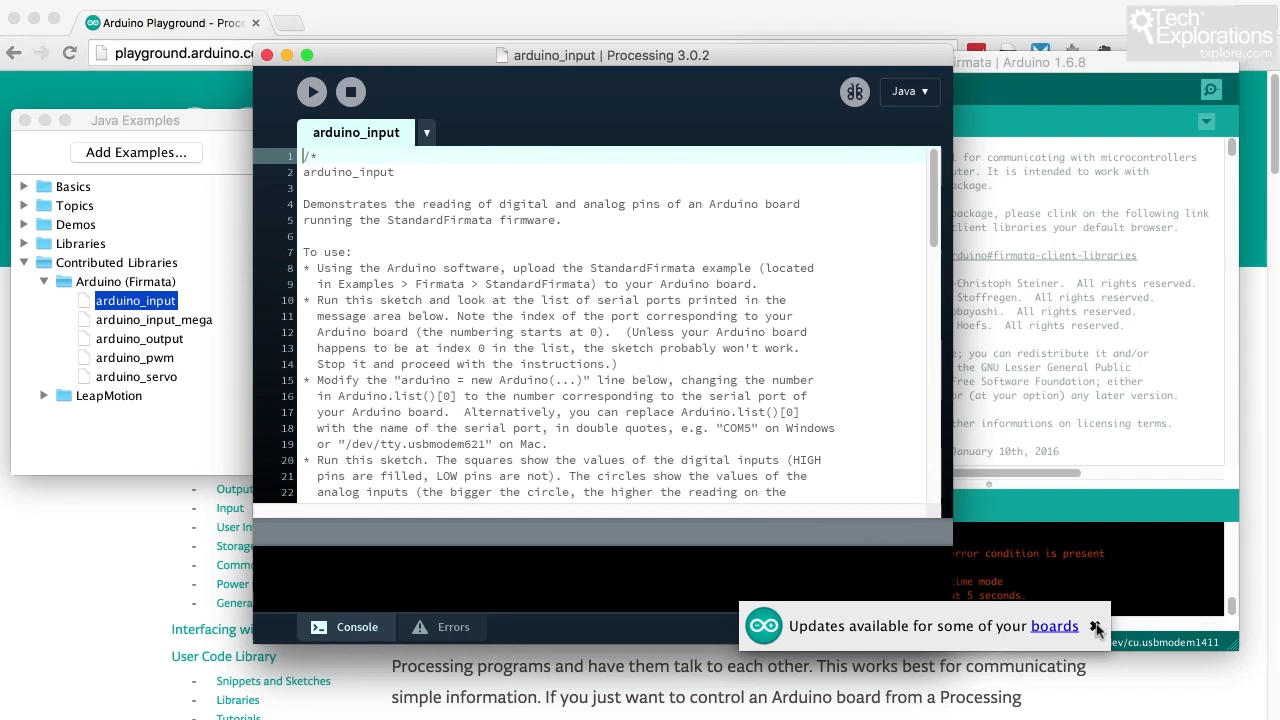 Arduino Playground - Proc
Tech
Explorations
txplore.com
playground.arduino.c
arduino_input | Processing 3.0.2
irmata | Arduino 1.6.8
Java
Java Examples
Add Examples...
Basics
Topics
Demos
Libraries
Contributed Libraries
Arduino (Firmata)
arduino_input
arduino_input_mega
arduino_output
arduino_pwm
arduino_servo
LeapMotion
arduino_input
1 /*
2 arduino_input
3
4 Demonstrates the reading of digital and analog pins of an Arduino board
5 running the StandardFirmata firmware.
6
7 To use:
8 * Using the Arduino software, upload the StandardFirmata example (located
9 in Examples > Firmata > StandardFirmata) to your Arduino board.
10 * Run this sketch and look at the list of serial ports printed in the
11 message area below. Note the index of the port corresponding to your
12 Arduino board (the numbering starts at 0). (Unless your Arduino board
13 happens to be at index 0 in the list, the sketch probably won't work.
14 Stop it and proceed with the instructions.)
15 * Modify the "arduino = new Arduino(...)" line below, changing the number
16 in Arduino.list()[0] to the number corresponding to the serial port of
17 your Arduino board. Alternatively, you can replace Arduino.list()[0]
18 with the name of the serial port, in double quotes, e.g. "COM5" on Windows
19 or "/dev/tty.usbmodem621" on Mac.
20 * Run this sketch. The squares show the values of the digital inputs (HIGH
21 pins are filled, LOW pins are not). The circles show the values of the
22 analog inputs (the bigger the circle, the higher the reading on the
l for communicating with microcontrollers
uter. It is intended to work with
ackage.
package, please clink on the following link
client libraries your default browser.
arduino#firmata-client-libraries
-Christoph Steiner. All rights reserved.
Stoffregen. All rights reserved.
obayashi. All rights reserved.
Hoefs. All rights reserved.
e; you can redistribute it and/or
the GNU Lesser General Public
Free Software Foundation; either
or (at your option) any later version.
ther informations on licensing terms.
January 10th, 2016
error condition is present
time mode
t 5 seconds.
Console
Errors
Updates available for some of your boards
ev/cu.usbmodem1411
- Output
- Input
- User In
- Storag
- Comm
- Power
- Genera
Interfacing wi
User Code Library
- Snippets and Sketches
- Libraries
- Tutorials
Processing programs and have them talk to each other. This works best for communicating
simple information. If you just want to control an Arduino board from a Processing